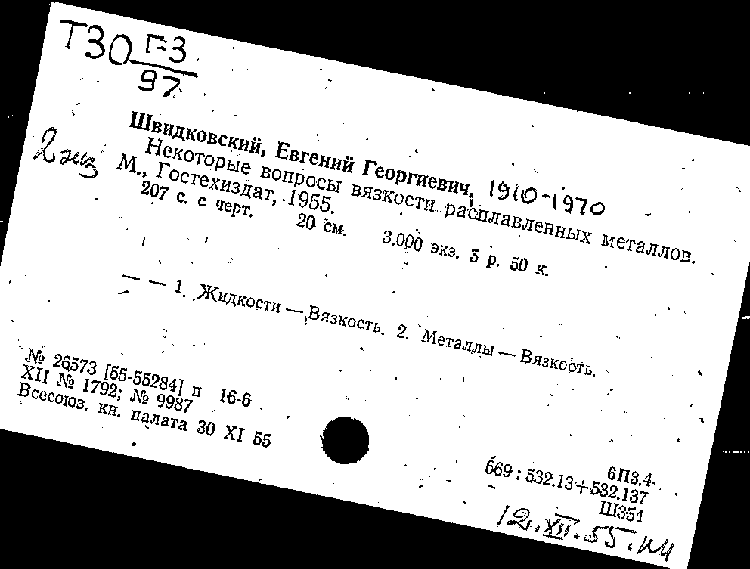 Т30 Г-3
97
Швидковский, Евгений Георгиевич, 1910-1970
2 экз
Некоторые вопросы вязкости расплавленных металлов.
М., Гостехиздат, 1955.
207 с. с черт. 20 см. 3.000 экз. 5 р. 50 к.
— — 1. Жидкости — Вязкость. 2. Металлы — Вязкость.
№ 26573 [55-55284] п 16-6
XII № 1792; № 9987
Всесоюз. кн. палата 30 XI 55
6П3.4
669 : 532.13+532.137
Ш351
12.XII.55.